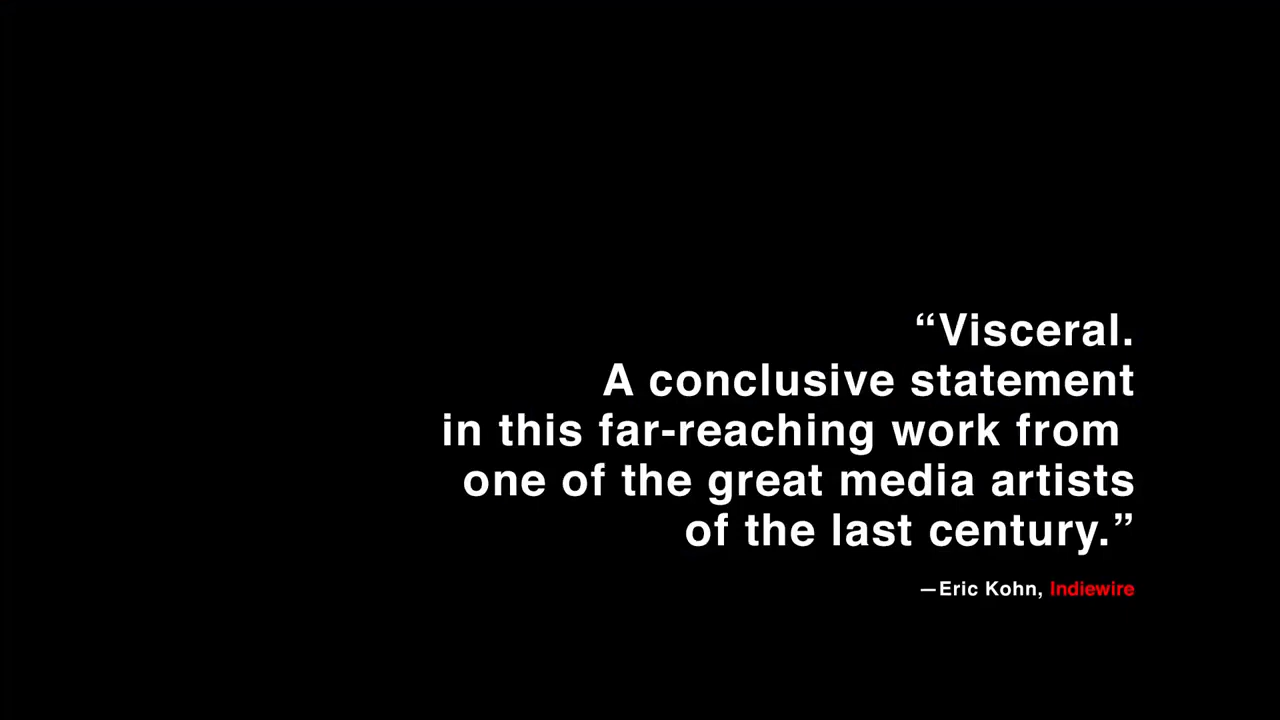 “Visceral.
A conclusive statement
in this far-reaching work from
one of the great media artists
of the last century.”
—Eric Kohn, Indiewire